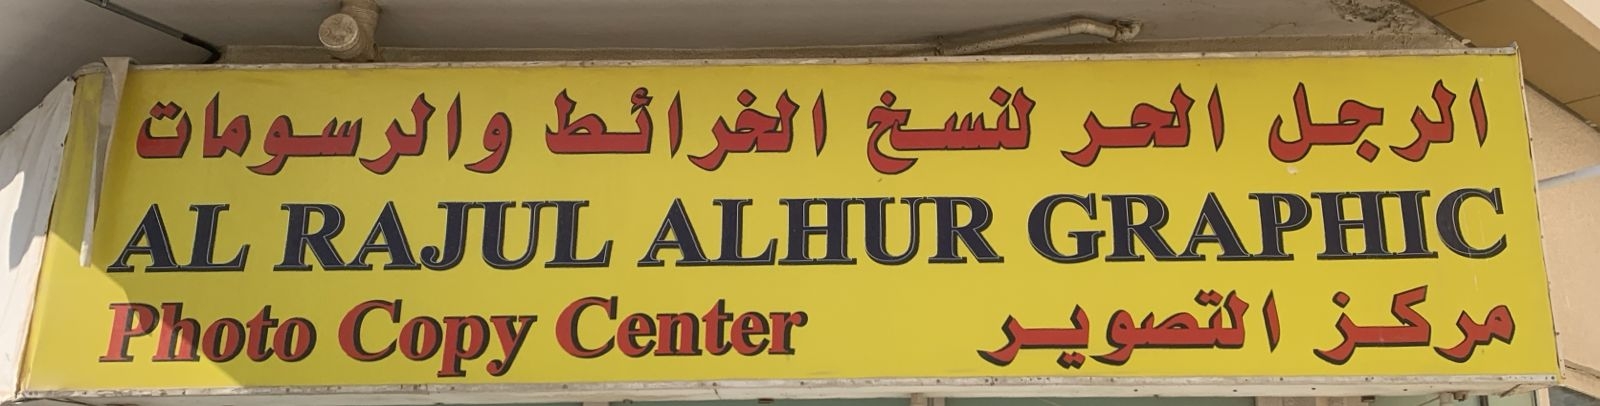 الرجل الحر لنسخ الخرائط والرسومات
AL RAJUL ALHUR GRAPHIC
Photo Copy Center مركز التصوير